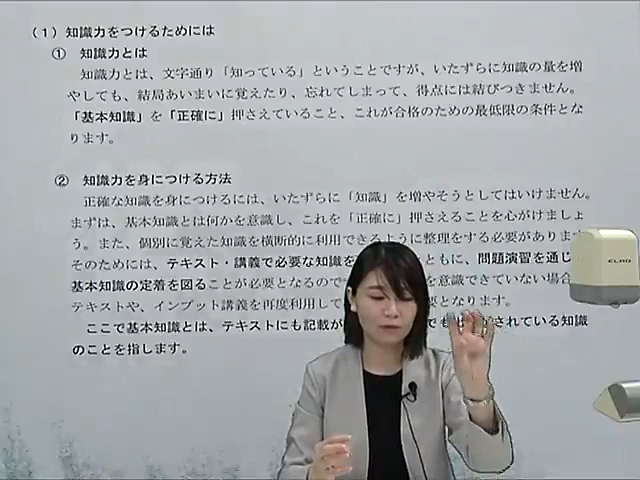 （1）知識力をつけるためには
① 知識力とは
知識力とは、文字通り「知っている」ということですが、いたずらに知識の量を増
やしても、結局あいまいに覚えたり、忘れてしまって、得点には結びつきません。
「基本知識」を「正確に」押さえていること、これが合格のための最低限の条件とな
ります。
② 知識力を身につける方法
正確な知識を身につけるには、いたずらに「知識」を増やそうとしてはいけません。
まずは、基本知識とは何かを意識し、これを「正確に」押さえることを心がけましょ
う。また、個別に覚えた知識を横断的に利用できるように整理をする必要があります
そのためには、テキスト・講義で必要な知識を ともに、問題演習を通じ
基本知識の定着を図ることが必要となるので を意識できていない場合
テキストや、インプット講義を再度利用して 要となります。
ここで基本知識とは、テキストにも記載が でも されている知識
のことを指します。
ELMO